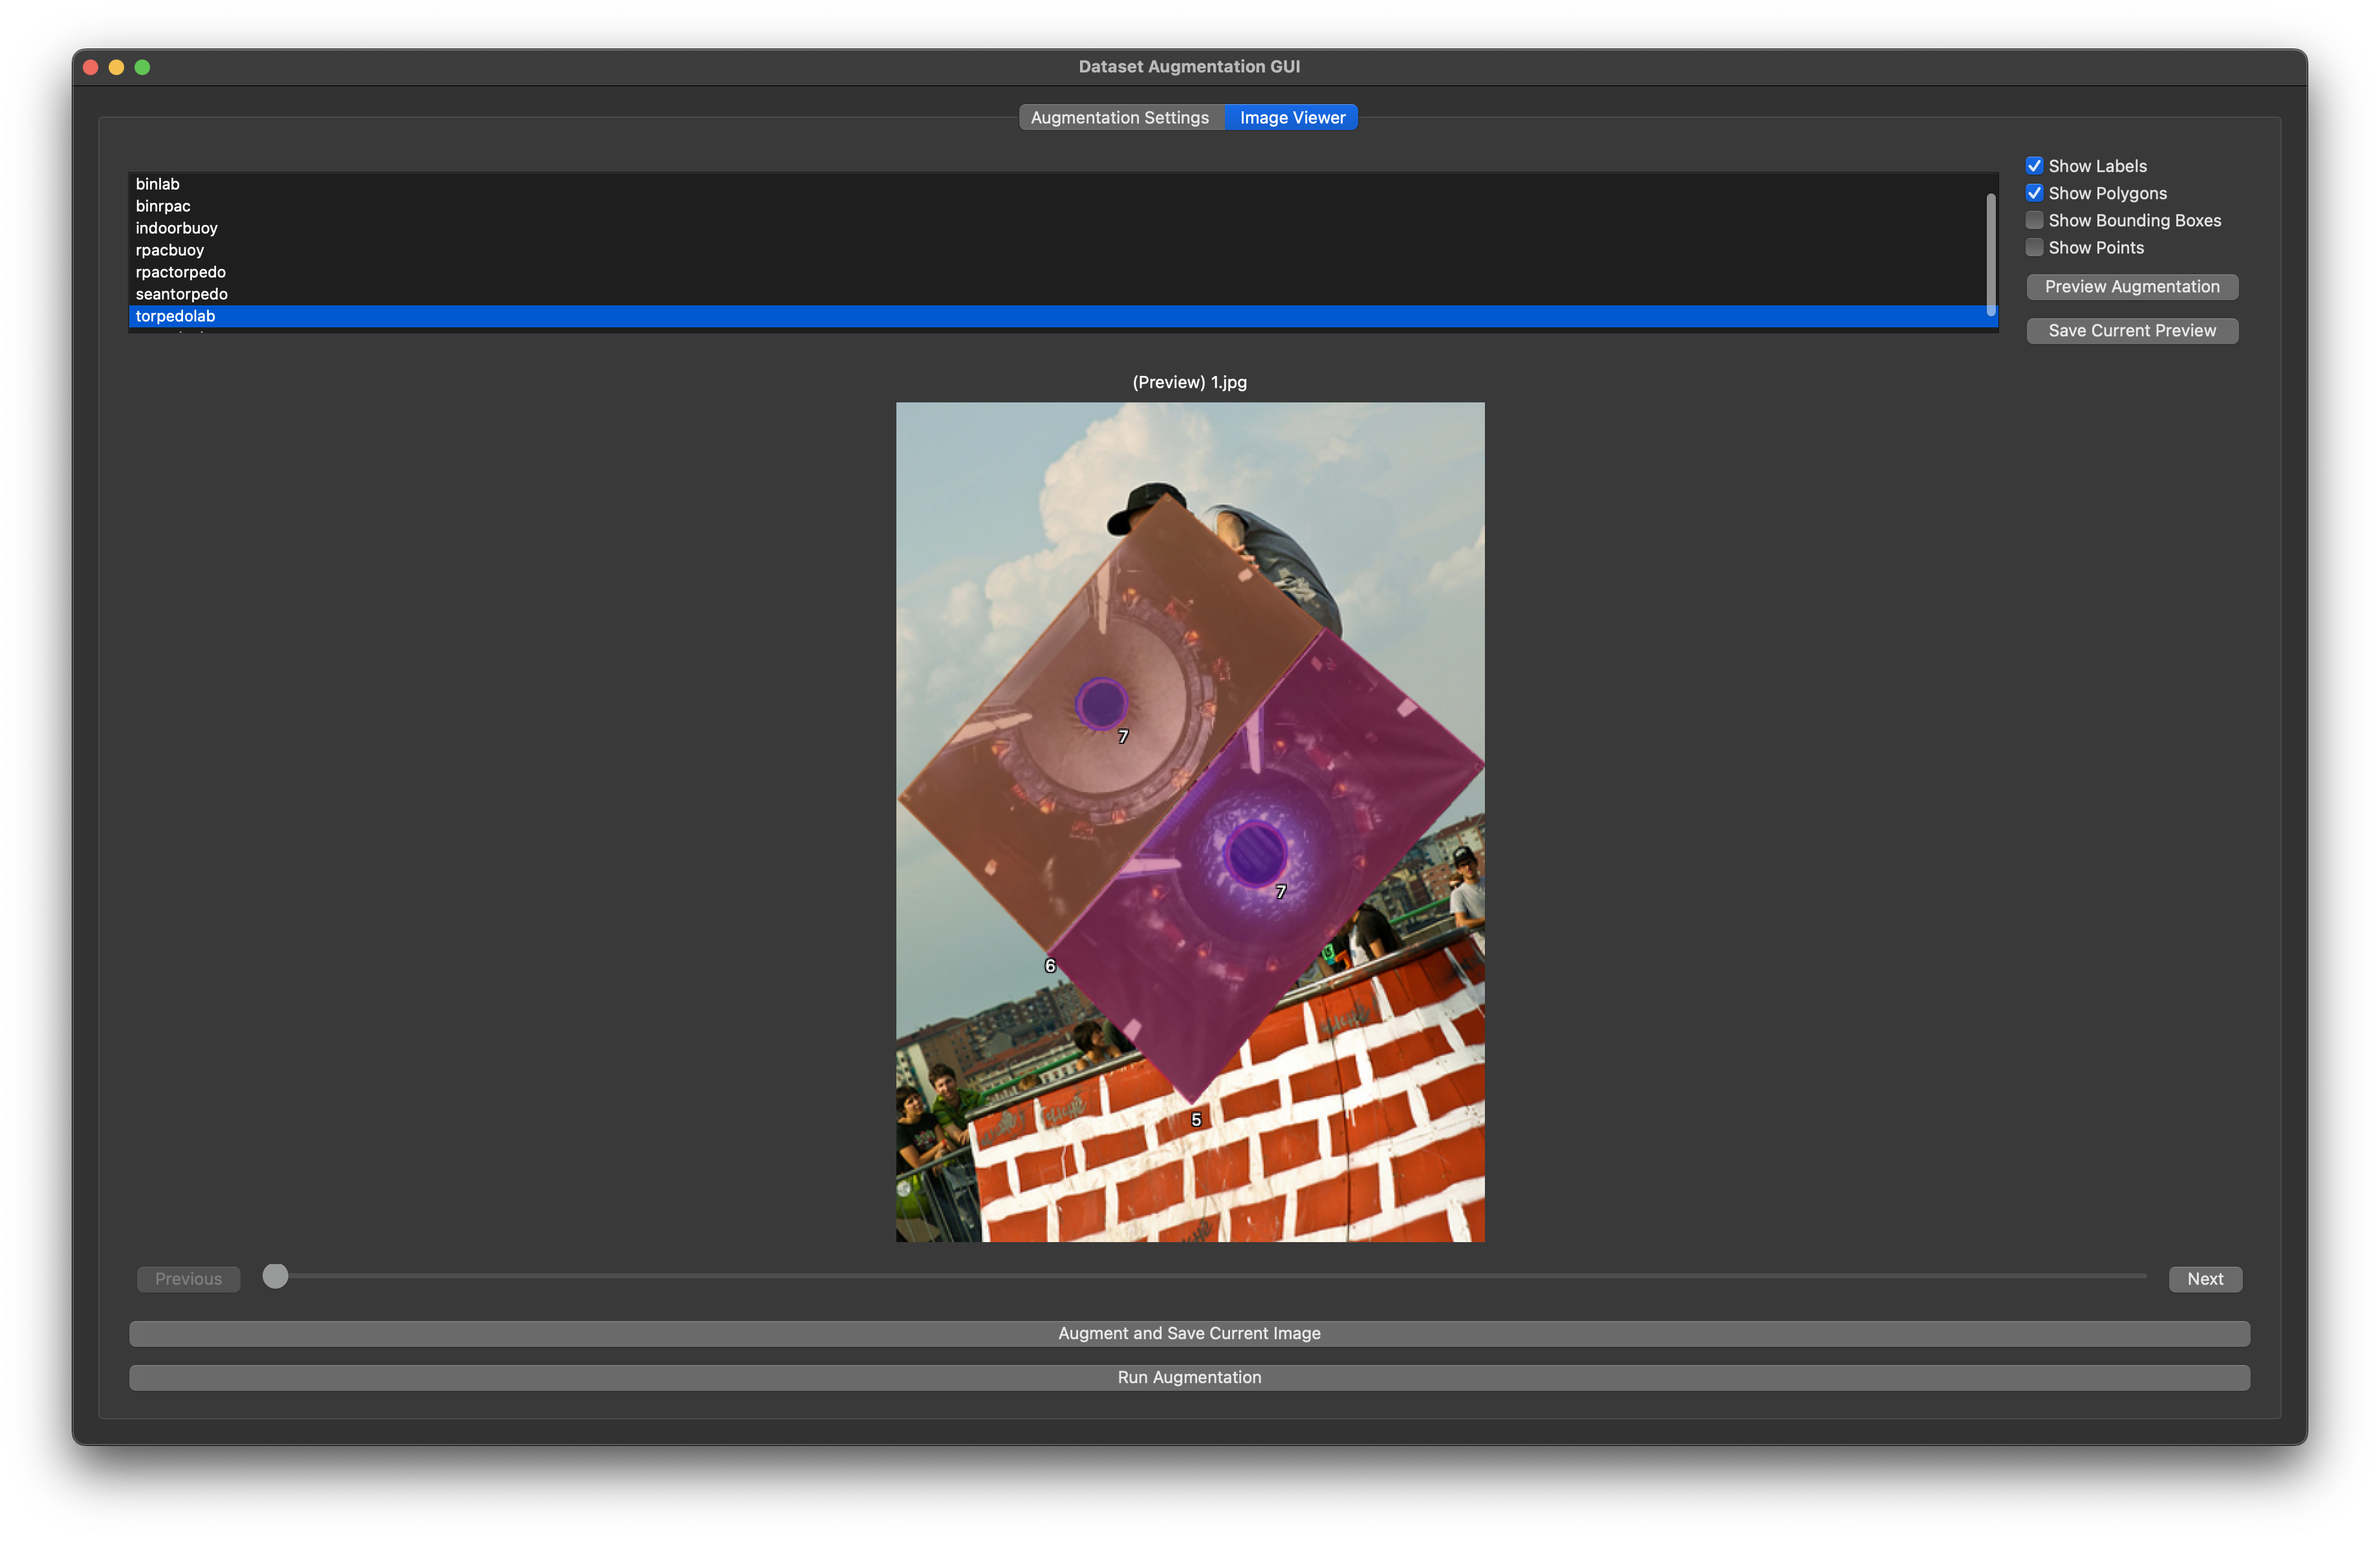 Dataset Augmentation GUI
Augmentation Settings
Image Viewer
binlab
binrpac
indoorbuoy
rpacbuoy
rpactorpedo
seantorpedo
torpedolab
Show Labels
Show Polygons
Show Bounding Boxes
Show Points
Preview Augmentation
Save Current Preview
(Preview) 1.jpg
7
7
6
5
Previous
Next
Augment and Save Current Image
Run Augmentation